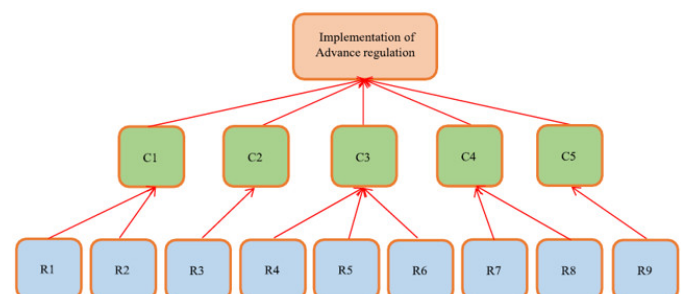 Implementation of
Advance regulation
C1 C2 C3 C4 C5
R1 R2 R3 R4 R5 R6 R7 R8 R9